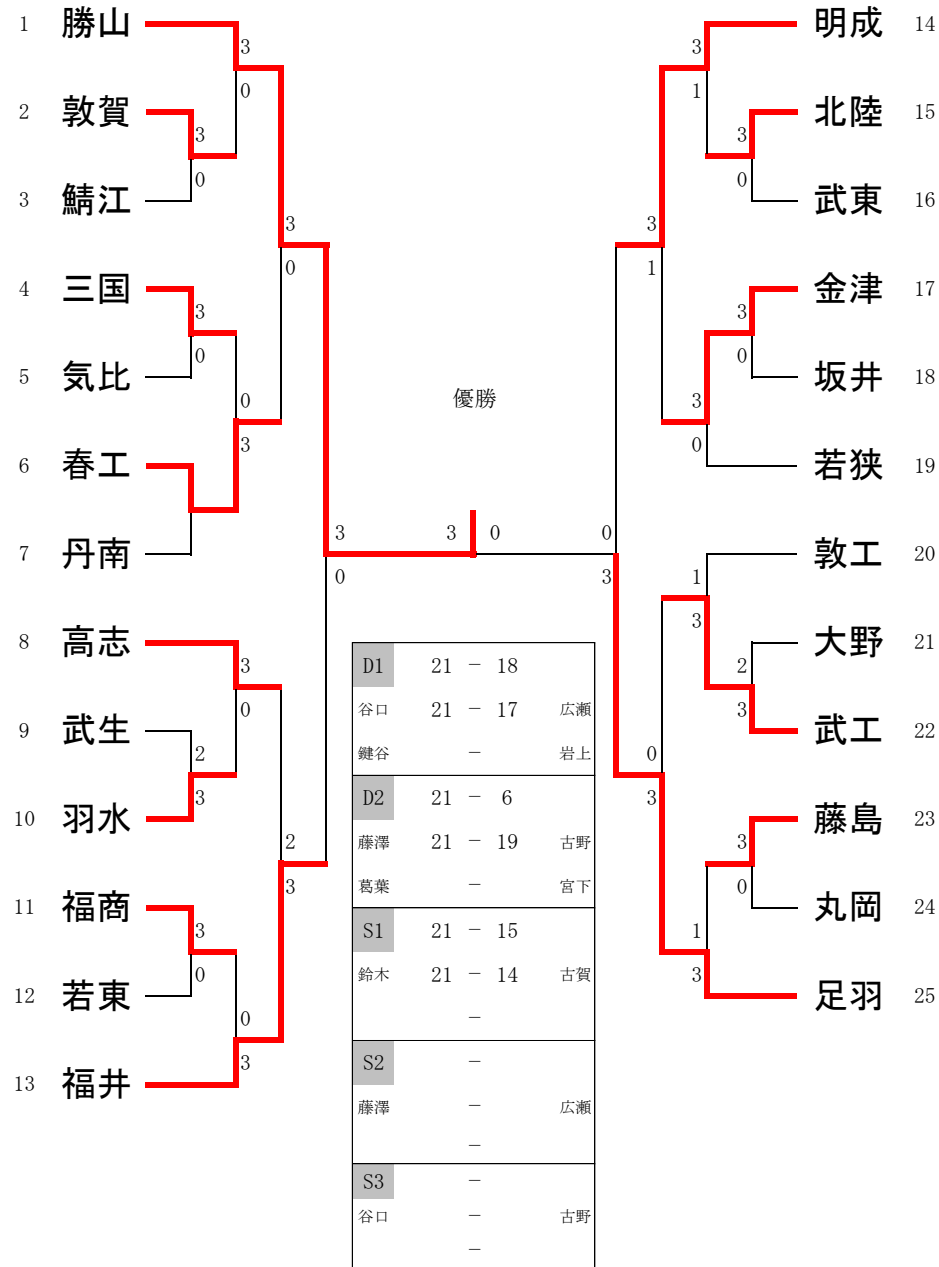 1 勝山
3
0
2 敦賀
3
0
3 鯖江
3
0
4 三国
3
0
5 気比
0
3
6 春工
7 丹南
3
0
8 高志
3
0
9 武生
2
3
10 羽水
2
3
11 福商
3
0
12 若東
0
3
13 福井
優勝
3 0
明成 14
3
1
北陸 15
3
0
武東 16
3
1
金津 17
3
0
坂井 18
3
0
若狭 19
0
3
敦工 20
1
3
大野 21
2
3
武工 22
0
3
藤島 23
3
0
丸岡 24
1
3
足羽 25
D1 21 － 18
谷口 21 － 17 広瀬
鍵谷 － 岩上
D2 21 － 6
藤澤 21 － 19 古野
葛葉 － 宮下
S1 21 － 15
鈴木 21 － 14 古賀
－
S2 －
藤澤 － 広瀬
－
S3 －
谷口 － 古野
－